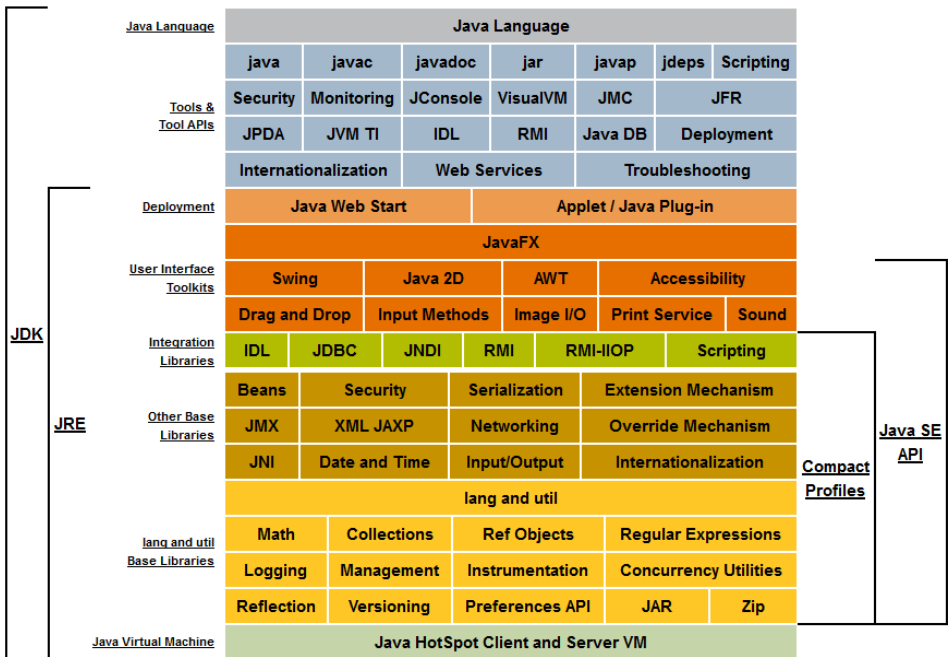 Java Language Java Language
java javac javadoc jar javap jdeps Scripting
Security Monitoring JConsole VisualVM JMC JFR
Tools &
Tool APIs
JPDA JVM TI IDL RMI Java DB Deployment
Internationalization Web Services Troubleshooting
Deployment Java Web Start Applet / Java Plug-in
JavaFX
User Interface
Toolkits
Swing Java 2D AWT Accessibility
Drag and Drop Input Methods Image I/O Print Service Sound
JDK
Integration
Libraries
IDL JDBC JNDI RMI RMI-IIOP Scripting
Beans Security Serialization Extension Mechanism
JRE
Other Base
Libraries
JMX XML JAXP Networking Override Mechanism
Java SE
API
JNI Date and Time Input/Output Internationalization
Compact
Profiles
lang and util
Math Collections Ref Objects Regular Expressions
lang and util
Base Libraries
Logging Management Instrumentation Concurrency Utilities
Reflection Versioning Preferences API JAR Zip
Java Virtual Machine Java HotSpot Client and Server VM